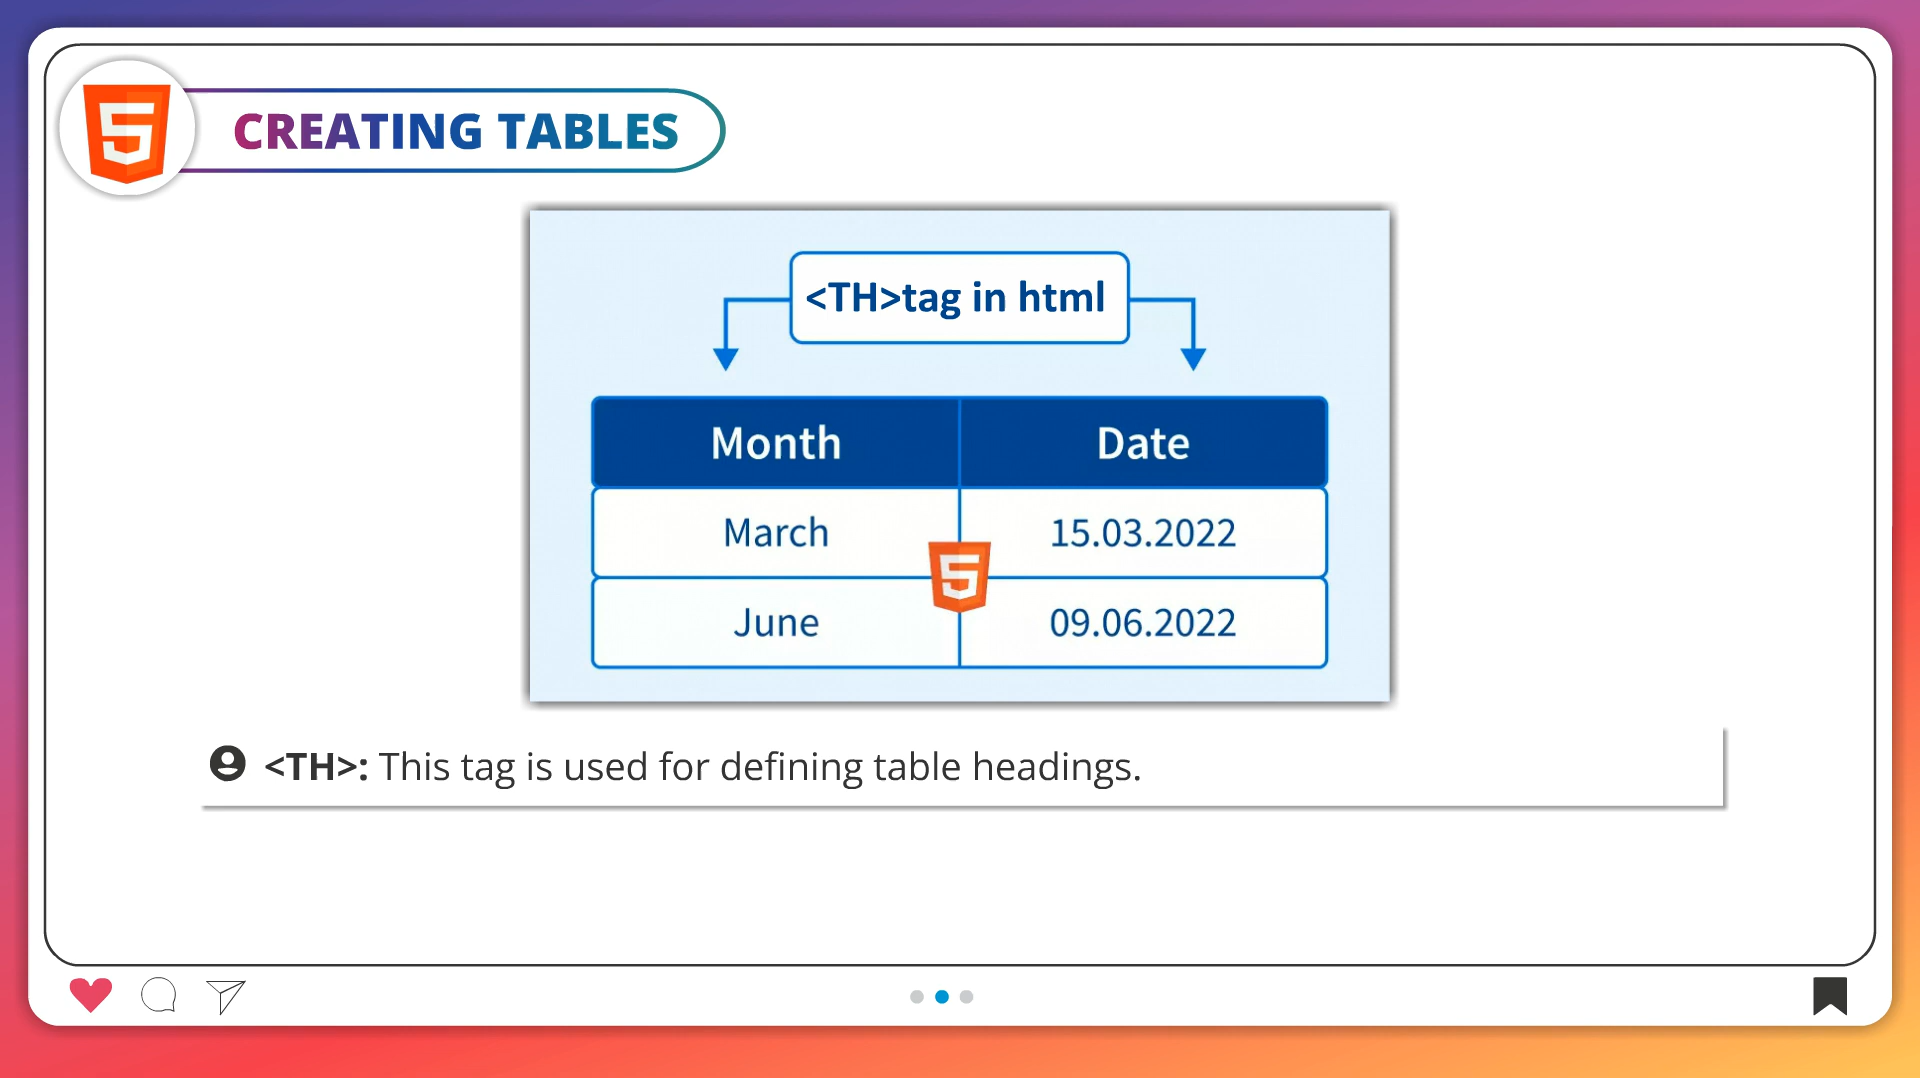 CREATING TABLES
<TH>tag in html
Month Date
March 15.03.2022
June 09.06.2022
<TH>: This tag is used for defining table headings.